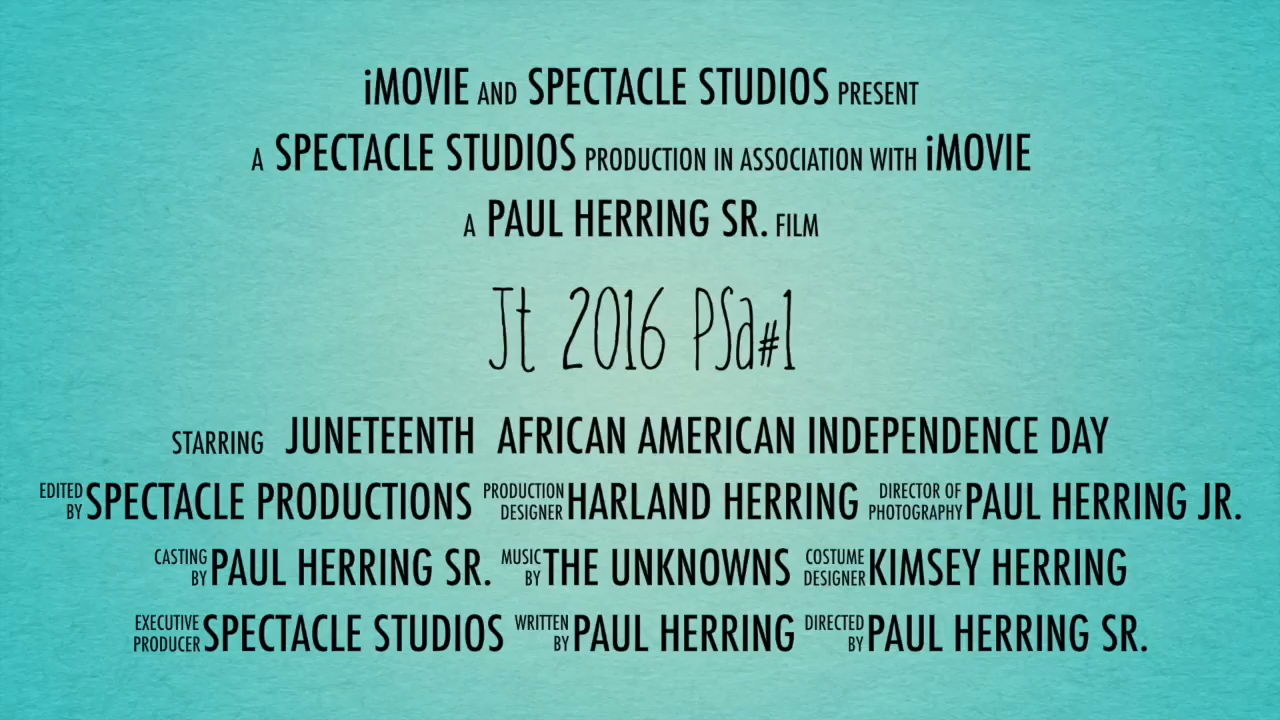 iMOVIE AND SPECTACLE STUDIOS PRESENT
A SPECTACLE STUDIOS PRODUCTION IN ASSOCIATION WITH iMOVIE
A PAUL HERRING SR. FILM
Jt 2016 PSa#1
STARRING JUNETEENTH AFRICAN AMERICAN INDEPENDENCE DAY
EDITED BY SPECTACLE PRODUCTIONS PRODUCTION DESIGNER HARLAND HERRING DIRECTOR OF PHOTOGRAPHY PAUL HERRING JR.
CASTING BY PAUL HERRING SR. MUSIC BY THE UNKNOWNS COSTUME DESIGNER KIMSEY HERRING
EXECUTIVE PRODUCER SPECTACLE STUDIOS WRITTEN BY PAUL HERRING DIRECTED BY PAUL HERRING SR.